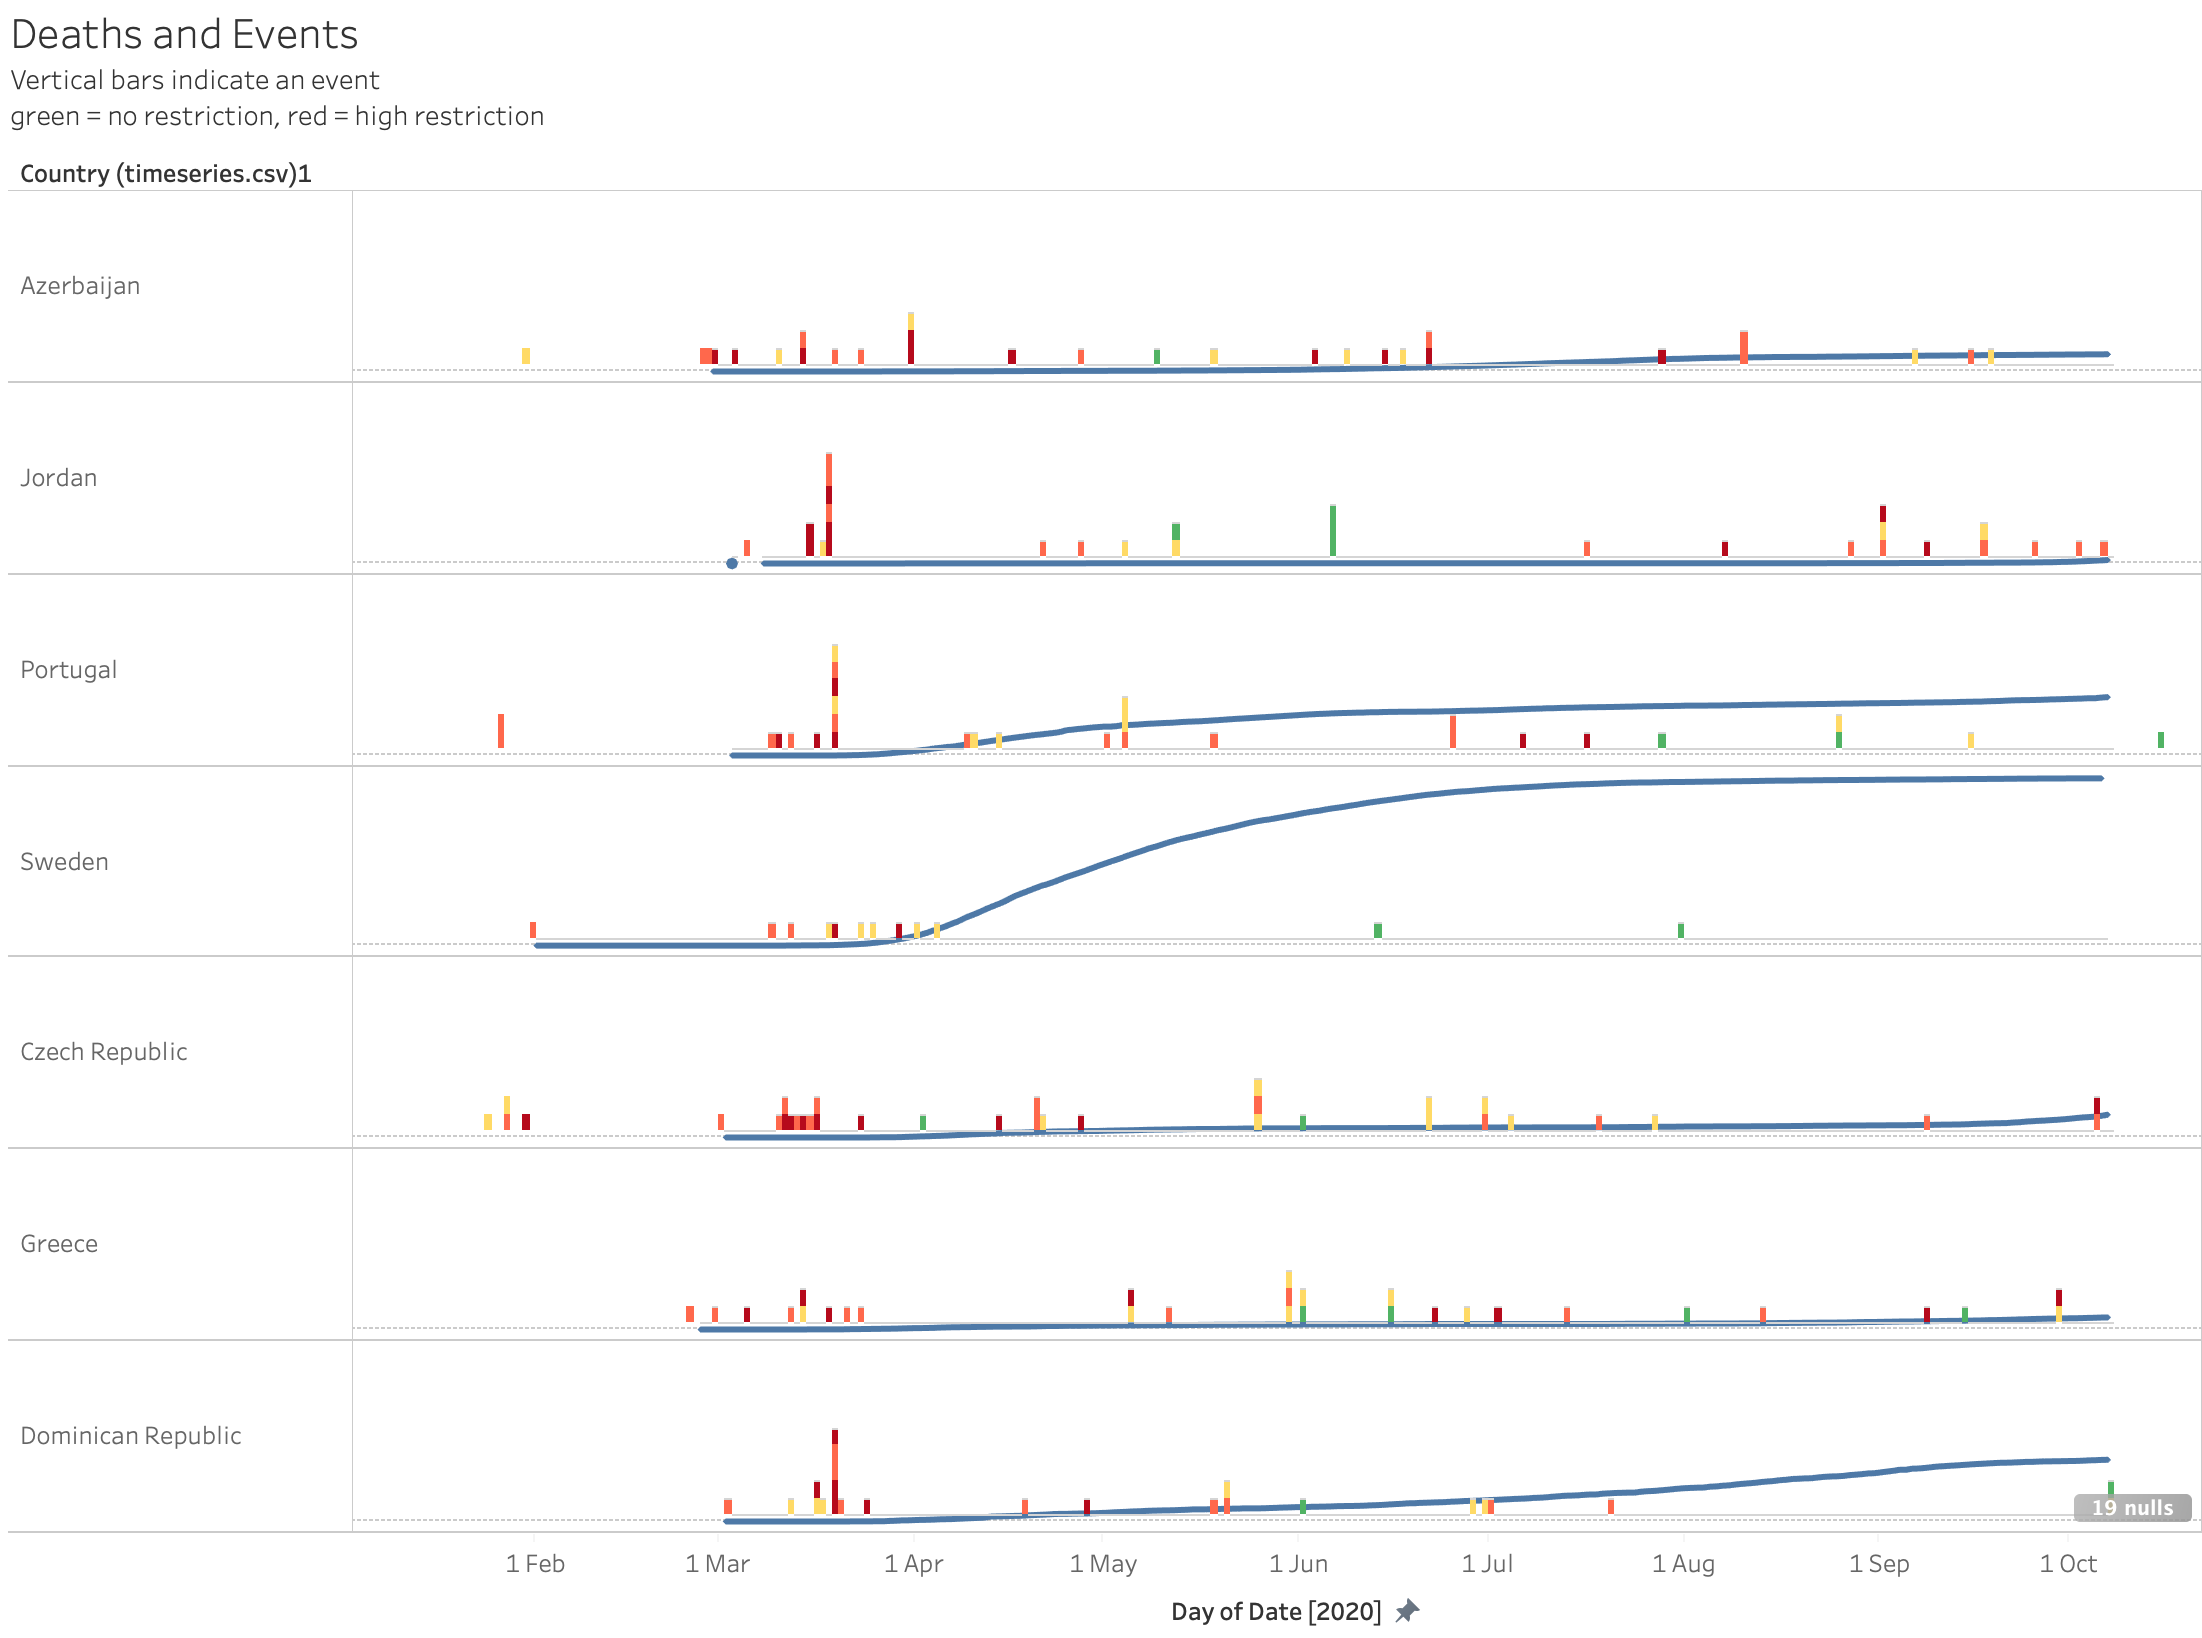 Deaths and Events
Vertical bars indicate an event
green = no restriction, red = high restriction
Country (timeseries.csv)1
Azerbaijan
Jordan
Portugal
Sweden
Czech Republic
Greece
Dominican Republic
19 nulls
1 Feb 1 Mar 1 Apr 1 May 1 Jun 1 Jul 1 Aug 1 Sep 1 Oct
Day of Date [2020]